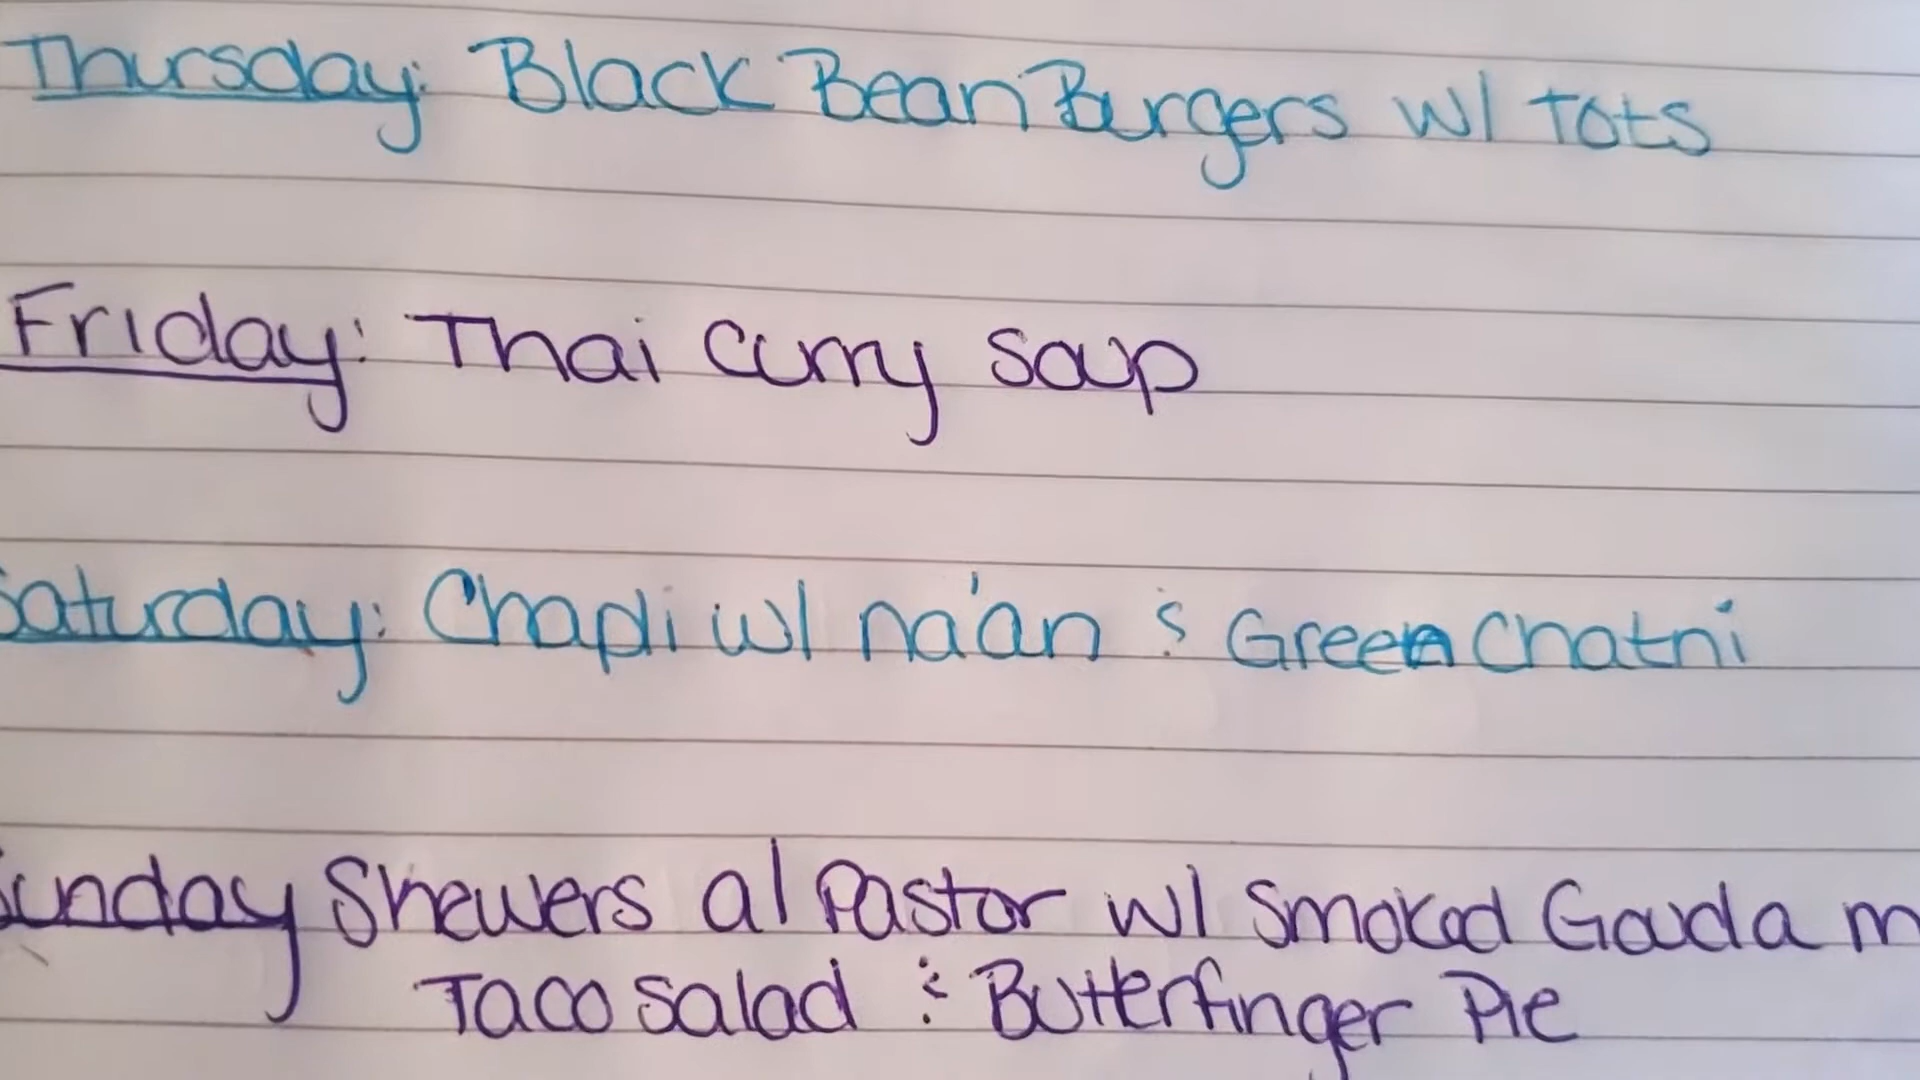 Thursday: Black Bean Burgers w/ Tots
Friday: Thai Curry Soup
Saturday: Chapli w/ na'an & Green Chatni
Sunday Skewers al Pastor w/ Smoked Gouda m
Taco Salad & Butterfinger Pie